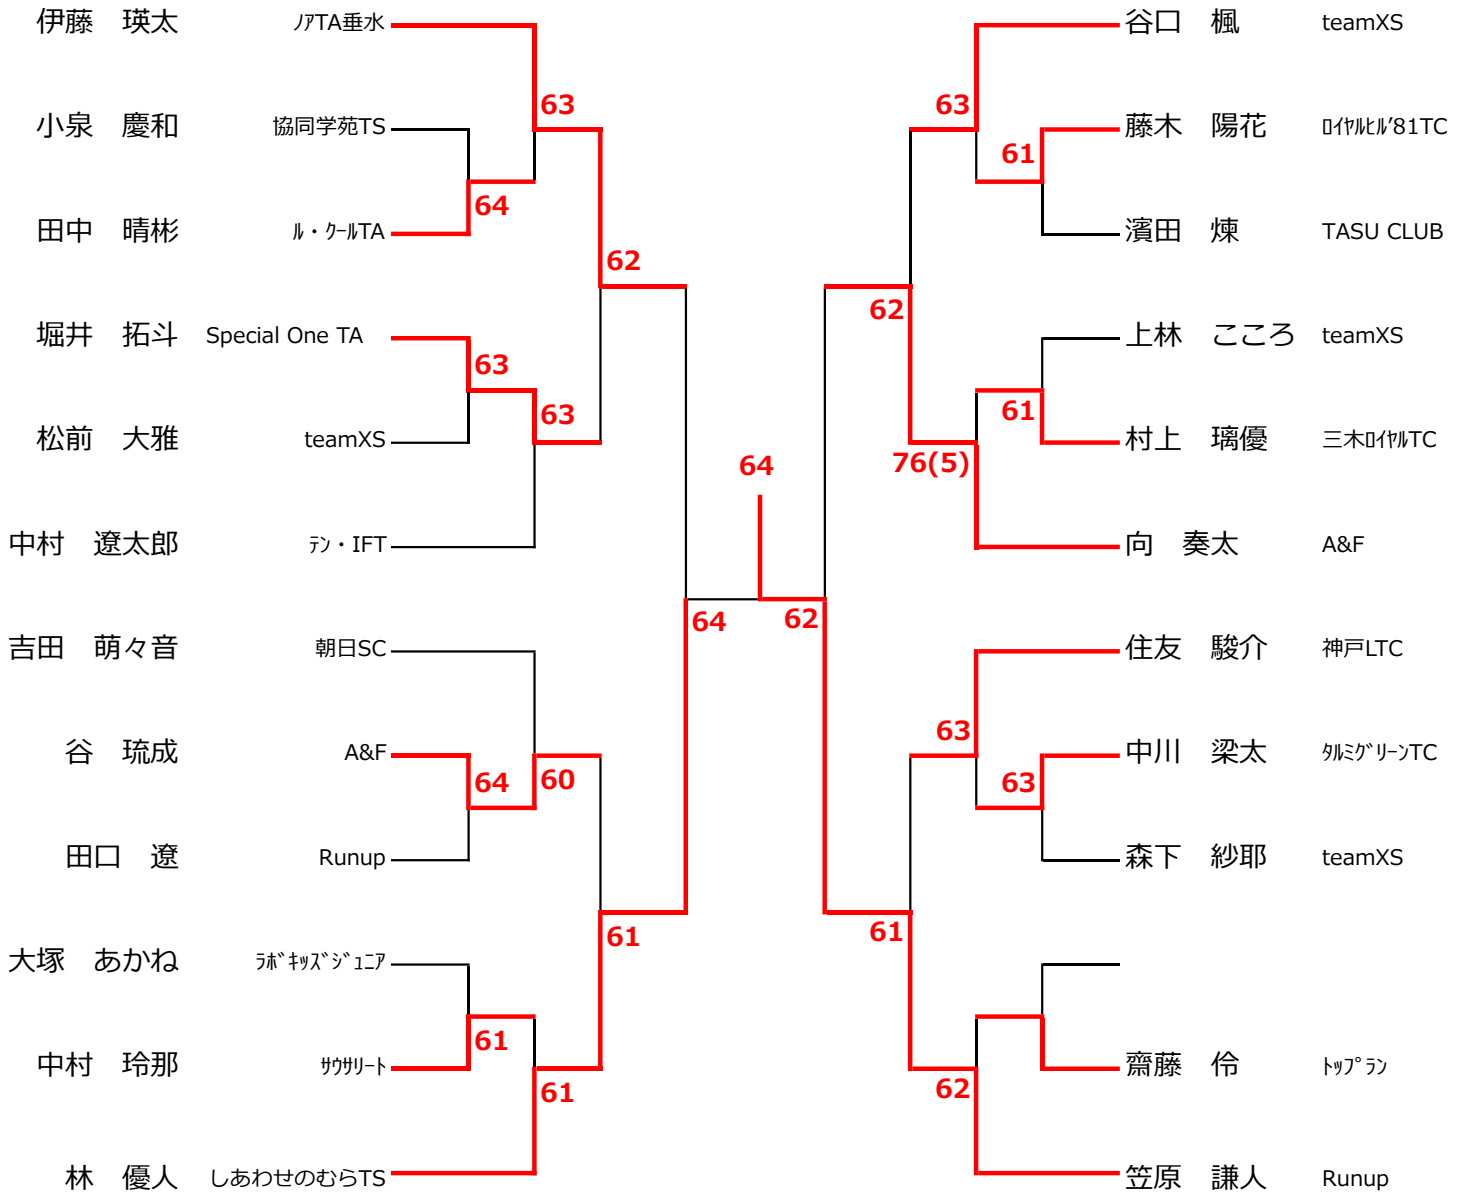 伊藤　瑛太 ﾉｱTA垂水
63
小泉　慶和 協同学苑TS
64
田中　晴彬 ﾙ・ｸｰﾙTA
62
堀井　拓斗 Special One TA
63
松前　大雅 teamXS
63
中村　遼太郎 ﾃﾝ・IFT
吉田　萌々音 朝日SC
谷　琉成 A&F
64
60
田口　遼 Runup
大塚　あかね ﾗﾎﾞｷｯｽﾞｼﾞｭﾆｱ
61
中村　玲那 ｻｳｻﾘｰﾄ
61
61
林　優人 しあわせのむらTS
64
64
62
谷口　楓 teamXS
63
藤木　陽花 ﾛｲﾔﾙﾋﾙ'81TC
61
濱田　煉 TASU CLUB
62
上林　こころ teamXS
61
村上　璃優 三木ﾛｲﾔﾙTC
76(5)
向　奏太 A&F
住友　駿介 神戸LTC
63
中川　梁太 ﾀﾙﾐｸﾞﾘｰﾝTC
63
森下　紗耶 teamXS
61
齋藤　伶 ﾄｯﾌﾟﾗﾝ
62
笠原　謙人 Runup